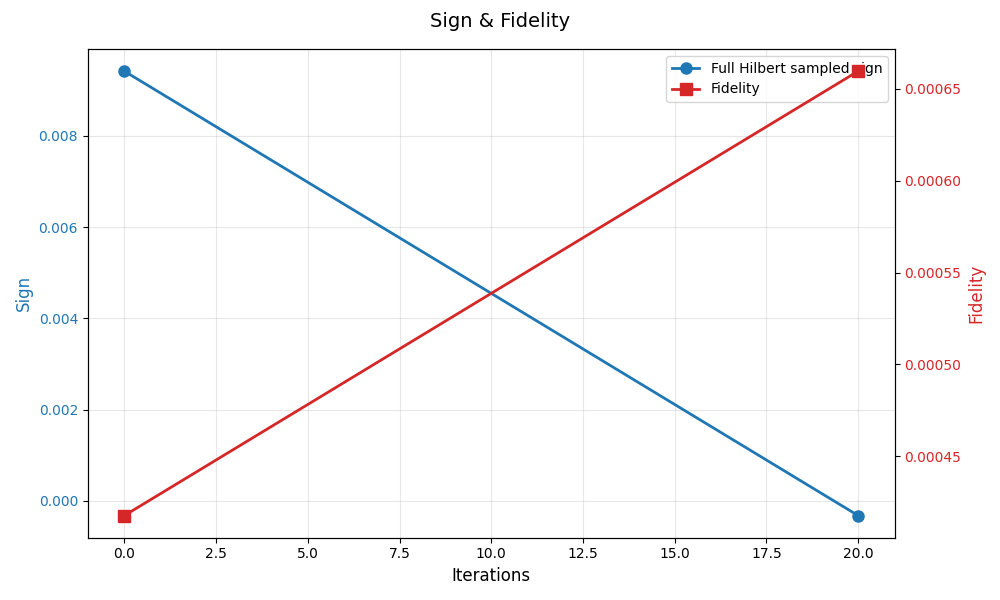 Sign & Fidelity
Full Hilbert sampled sign
Fidelity
0.008
0.006
0.004
0.002
0.000
Sign
0.00065
0.00060
0.00055
0.00050
0.00045
Fidelity
0.0 2.5 5.0 7.5 10.0 12.5 15.0 17.5 20.0
Iterations